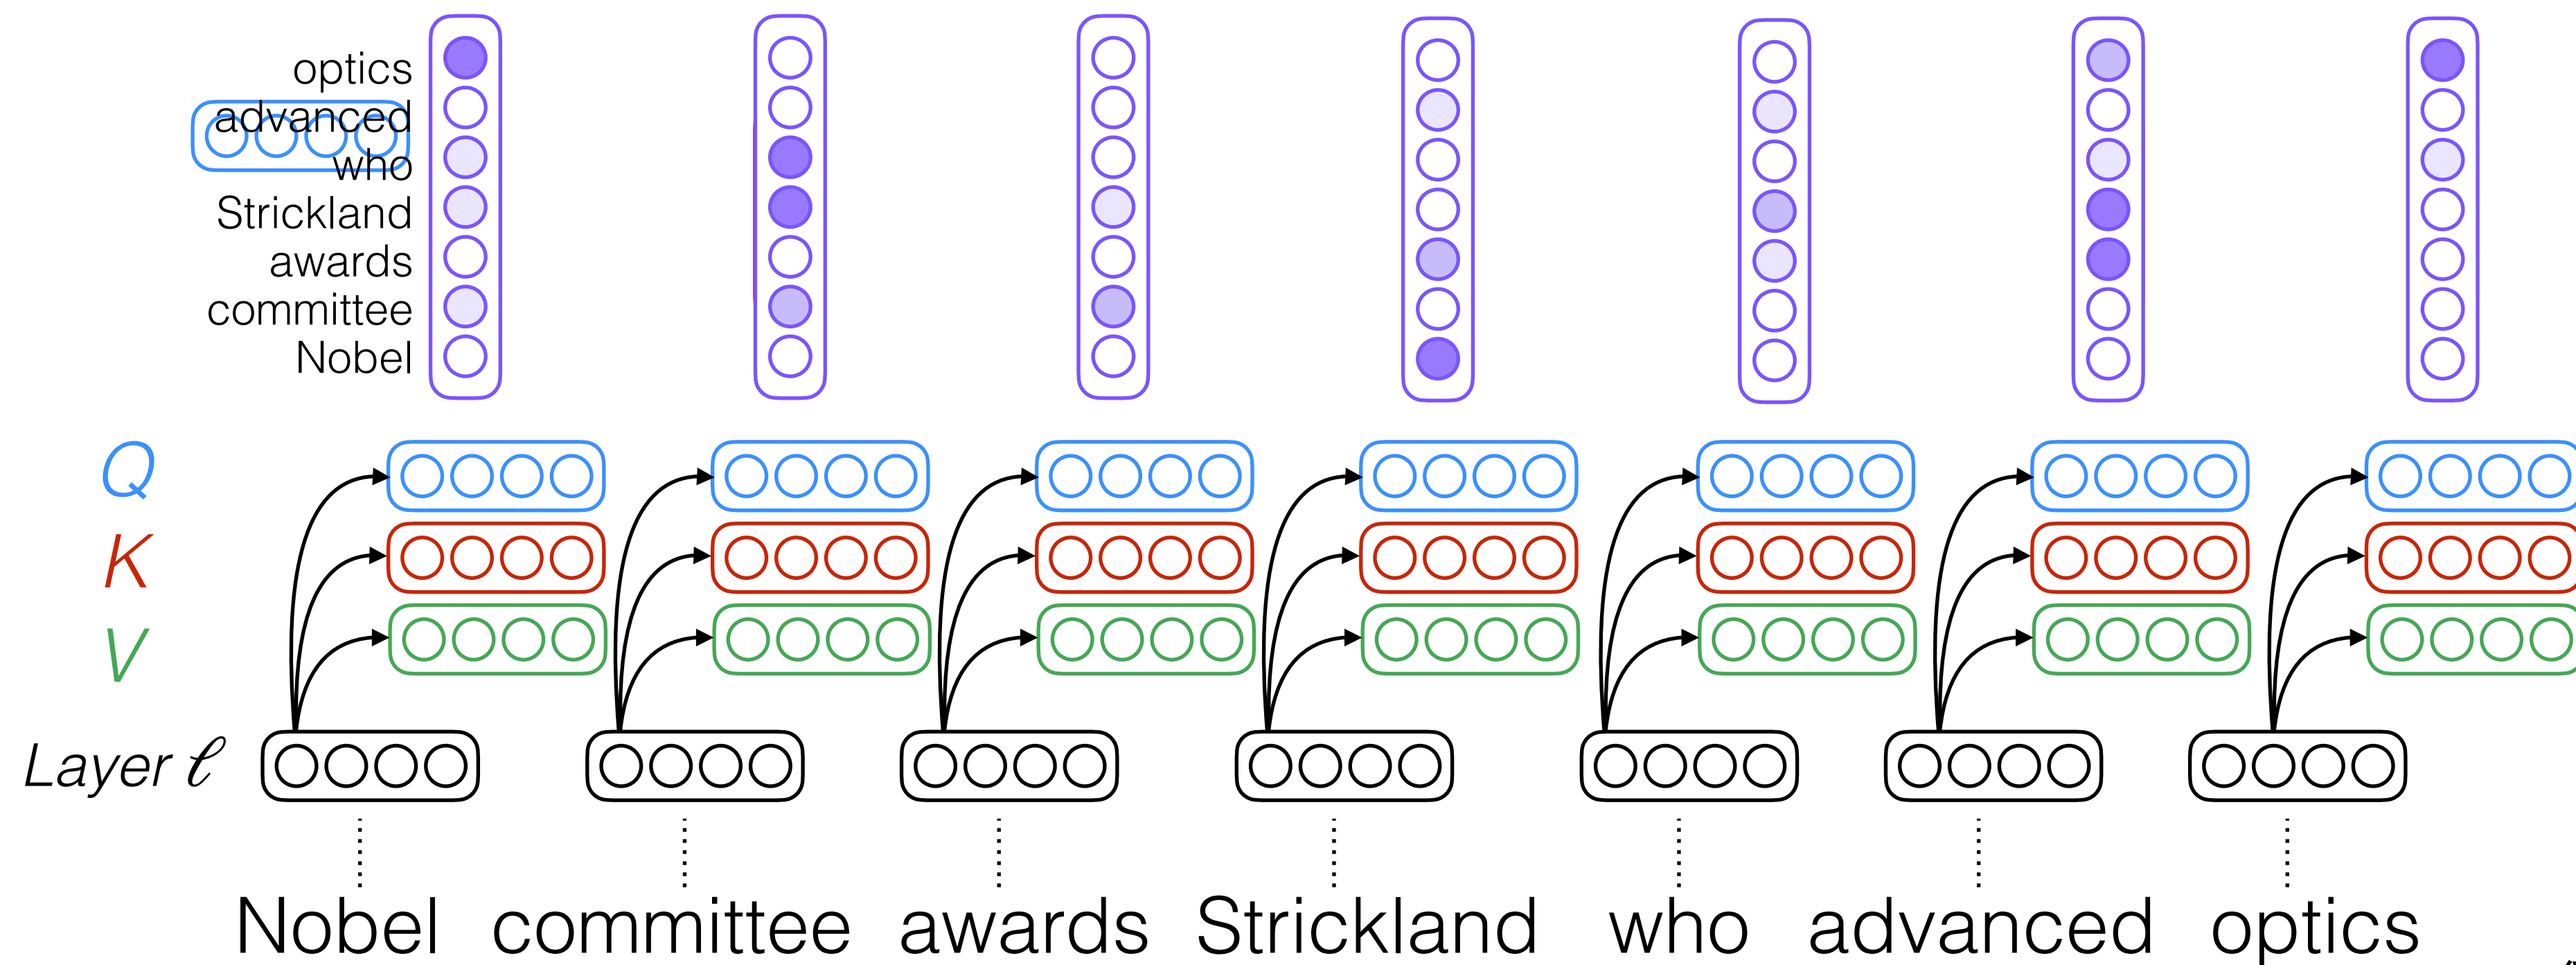 optics
advanced
who
Strickland
awards
committee
Nobel
Q
K
V
Layer ℓ
Nobel committee awards Strickland who advanced optics